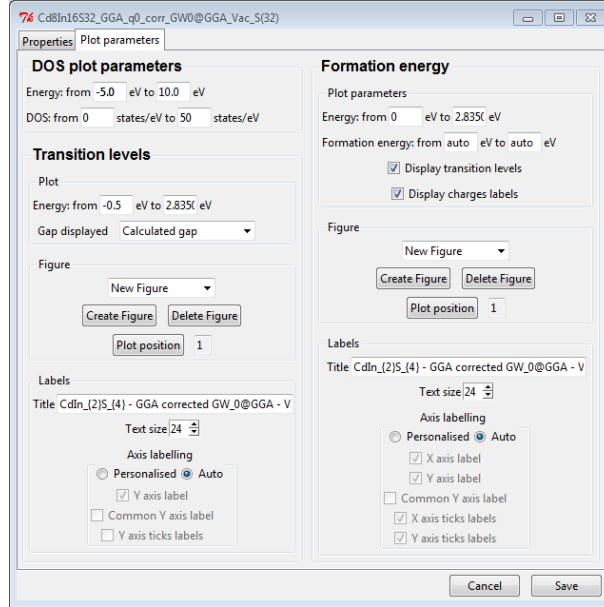 Cd8In16S32_GGA_q0_corr_GW0@GGA_Vac_S(32)
Properties Plot parameters
DOS plot parameters
Energy: from -5.0 eV to 10.0 eV
DOS: from 0 states/eV to 50 states/eV
Transition levels
Plot
Energy: from -0.5 eV to 2.835( eV
Gap displayed Calculated gap
Figure
New Figure
Create Figure Delete Figure
Plot position 1
Labels
Title CdIn_{2}S_{4} - GGA corrected GW_0@GGA - V
Text size 24
Axis labelling
Personalised Auto
Y axis label
Common Y axis label
Y axis ticks labels
Formation energy
Plot parameters
Energy: from 0 eV to 2.835( eV
Formation energy: from auto eV to auto eV
Display transition levels
Display charges labels
Figure
New Figure
Create Figure Delete Figure
Plot position 1
Labels
Title CdIn_{2}S_{4} - GGA corrected GW_0@GGA - V
Text size 24
Axis labelling
Personalised Auto
X axis label
Y axis label
Common Y axis label
X axis ticks labels
Y axis ticks labels
Cancel Save